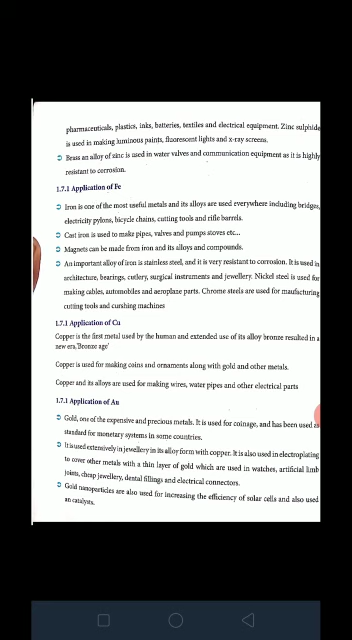 pharmaceuticals, plastics, inks, batteries, textiles and electrical equipment. Zinc sulphide
is used in making luminous paints, fluorescent lights and x-ray screens.
➲ Brass an alloy of zinc is used in water valves and communication equipment as it is highly
resistant to corrosion.
1.7.1 Application of Fe
➲ Iron is one of the most useful metals and its alloys are used everywhere including bridges,
electricity pylons, bicycle chains, cutting tools and rifle barrels.
➲ Cast iron is used to make pipes, valves and pumps stoves etc...
➲ Magnets can be made from iron and its alloys and compounds.
➲ An important alloy of iron is stainless steel, and it is very resistant to corrosion. It is used in
architecture, bearings, cutlery, surgical instruments and jewellery. Nickel steel is used for
making cables, automobiles and aeroplane parts. Chrome steels are used for maufacturing
cutting tools and curshing machines
1.7.1 Application of Cu
Copper is the first metal used by the human and extended use of its alloy bronze resulted in a
new era,'Bronze age'
Copper is used for making coins and ornaments along with gold and other metals.
Copper and its alloys are used for making wires, water pipes and other electrical parts
1.7.1 Application of Au
➲ Gold, one of the expensive and precious metals. It is used for coinage, and has been used as
standard for monetary systems in some countries.
➲ It is used extensively in jewellery in its alloy form with copper. It is also used in electroplating
to cover other metals with a thin layer of gold which are used in watches, artificial limb
joints, cheap jewellery, dental fillings and electrical connectors.
➲ Gold nanoparticles are also used for increasing the efficiency of solar cells and also used
an catalysts.